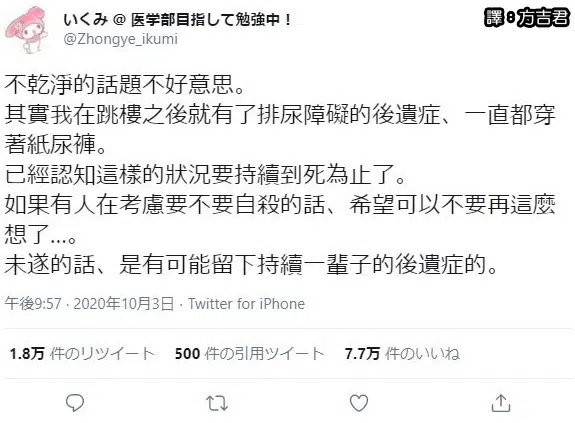 いくみ @ 医学部目指して勉強中！
譯:方吉君
@Zhongye_ikumi
不乾淨的話題不好意思。
其實我在跳樓之後就有了排尿障礙的後遺症、一直都穿
著紙尿褲。
已經認知這樣的狀況要持續到死為止了。
如果有人在考慮要不要自殺的話、希望可以不要再這麼
想了...。
未遂的話、是有可能留下持續一輩子的後遺症的。
午後9:57 · 2020年10月3日 · Twitter for iPhone
1.8万 件のリツイート 500 件の引用ツイート 7.7万 件のいいね